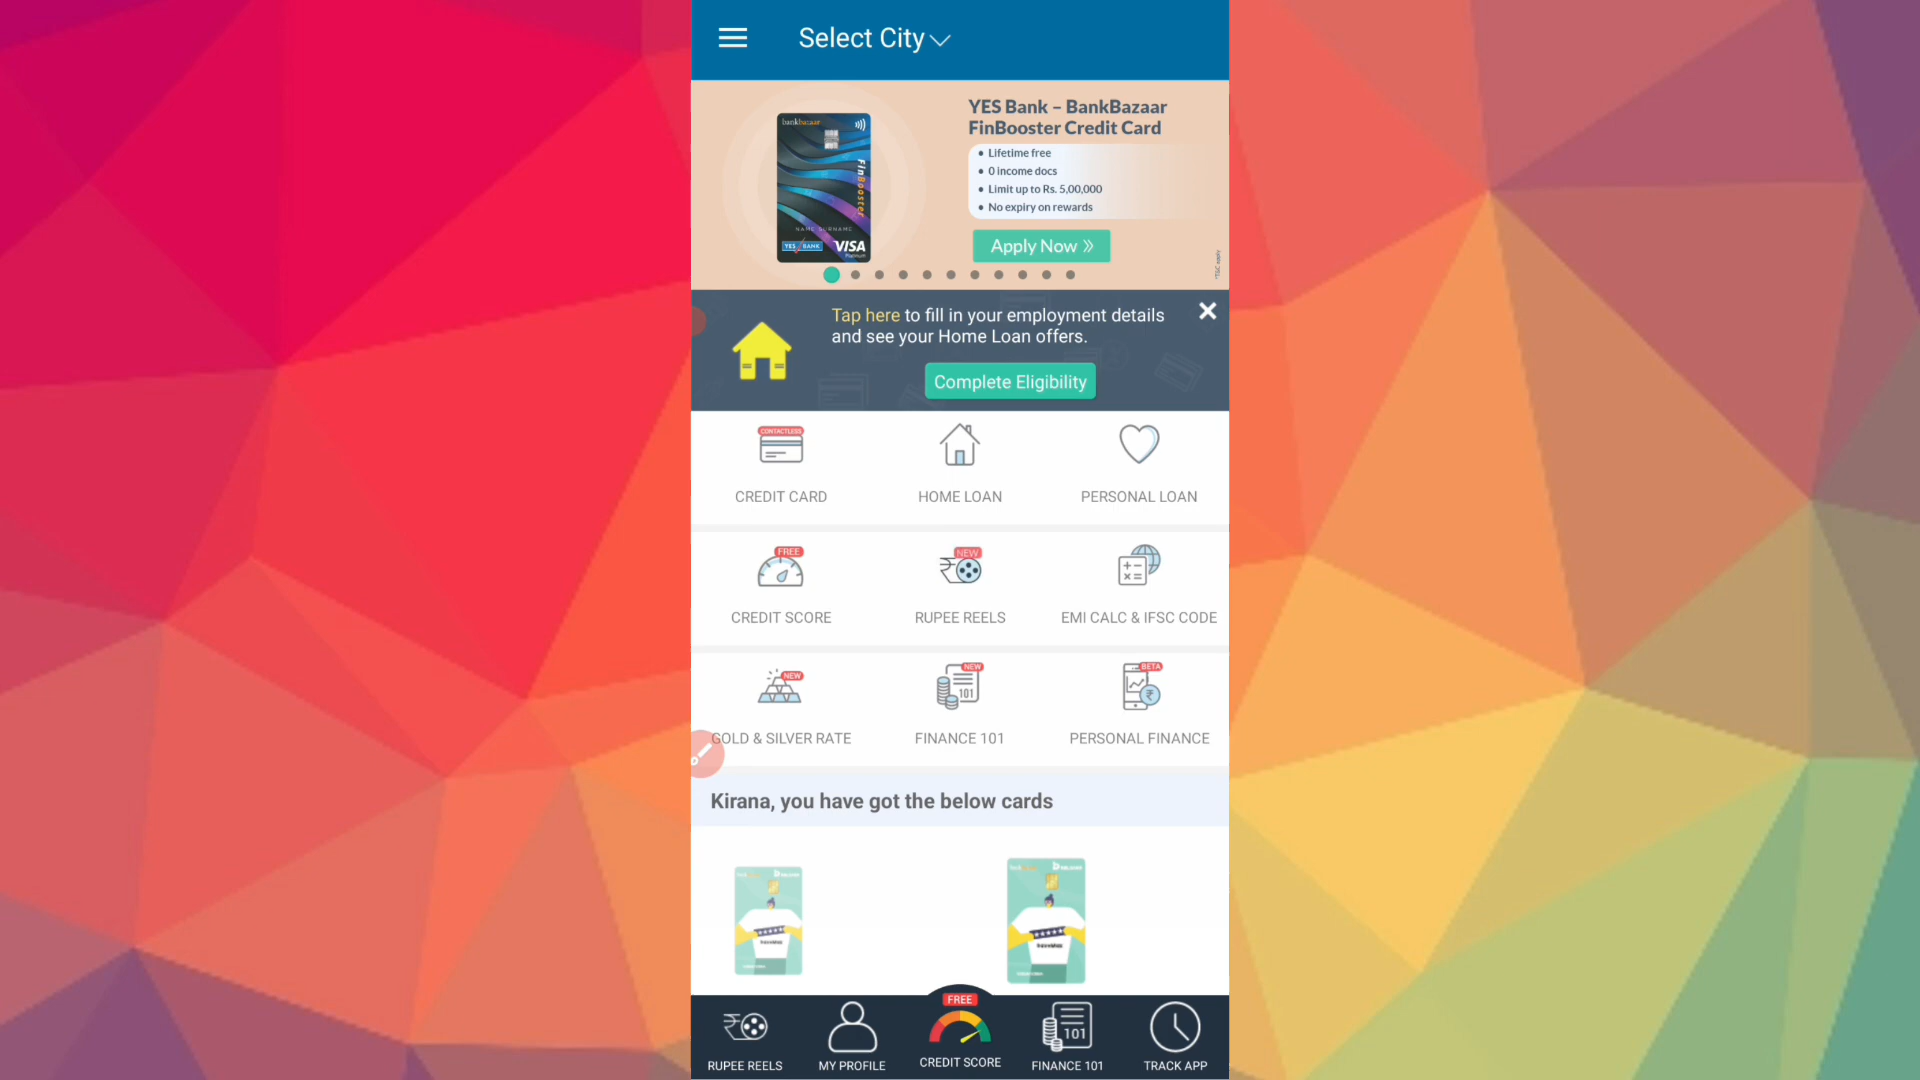 Select City
YES Bank – BankBazaar
FinBooster Credit Card
• Lifetime free
• 0 income docs
• Limit up to Rs. 5,00,000
• No expiry on rewards
Apply Now »
*T&C apply
bankbazaar
FinBooster
NAME SURNAME
YES BANK
VISA
Platinum
Tap here to fill in your employment details
and see your Home Loan offers.
Complete Eligibility
CONTACTLESS
CREDIT CARD
HOME LOAN
PERSONAL LOAN
FREE
CREDIT SCORE
NEW
RUPEE REELS
EMI CALC & IFSC CODE
NEW
GOLD & SILVER RATE
NEW
101
FINANCE 101
BETA
PERSONAL FINANCE
Kirana, you have got the below cards
RUPEE REELS
MY PROFILE
FREE
CREDIT SCORE
101
FINANCE 101
TRACK APP